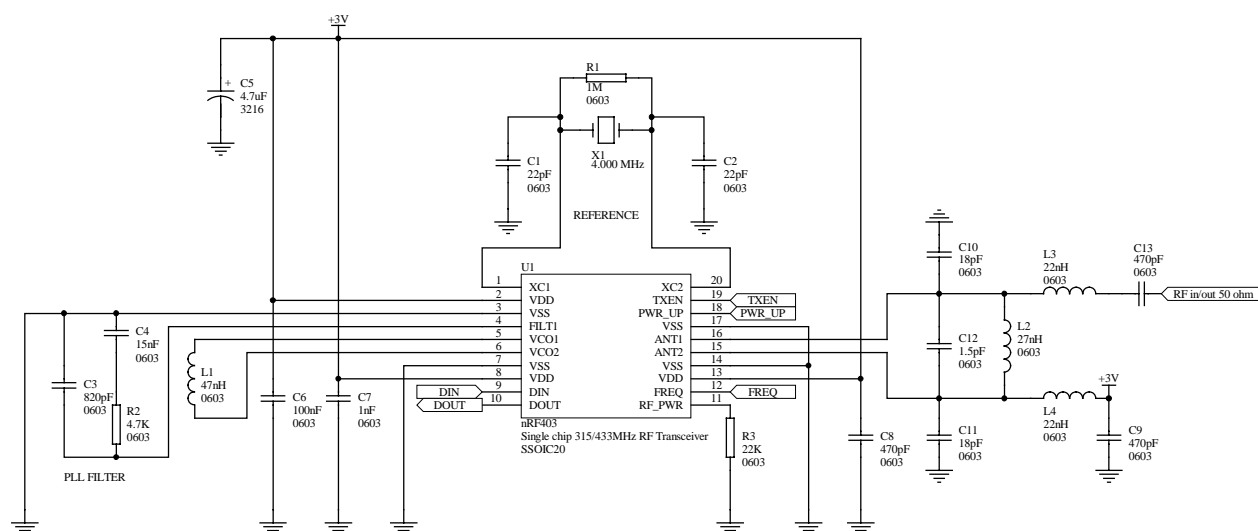 +3V
C5
4.7uF
3216
R1
1M
0603
X1
4.000 MHz
C1
22pF
0603
C2
22pF
0603
REFERENCE
U1
1
2
3
4
5
6
7
8
9
10
XC1
VDD
VSS
FILT1
VCO1
VCO2
VSS
VDD
DIN
DOUT
XC2
TXEN
PWR_UP
VSS
ANT1
ANT2
VSS
VDD
FREQ
RF_PWR
20
19
18
17
16
15
14
13
12
11
TXEN
PWR_UP
FREQ
DIN
DOUT
nRF403
Single chip 315/433MHz RF Transceiver
SSOIC20
C3
820pF
0603
C4
15nF
0603
R2
4.7K
0603
PLL FILTER
L1
47nH
0603
C6
100nF
0603
C7
1nF
0603
R3
22K
0603
C8
470pF
0603
C10
18pF
0603
C12
1.5pF
0603
C11
18pF
0603
L3
22nH
0603
L2
27nH
0603
L4
22nH
0603
C13
470pF
0603
RF in/out 50 ohm
+3V
C9
470pF
0603